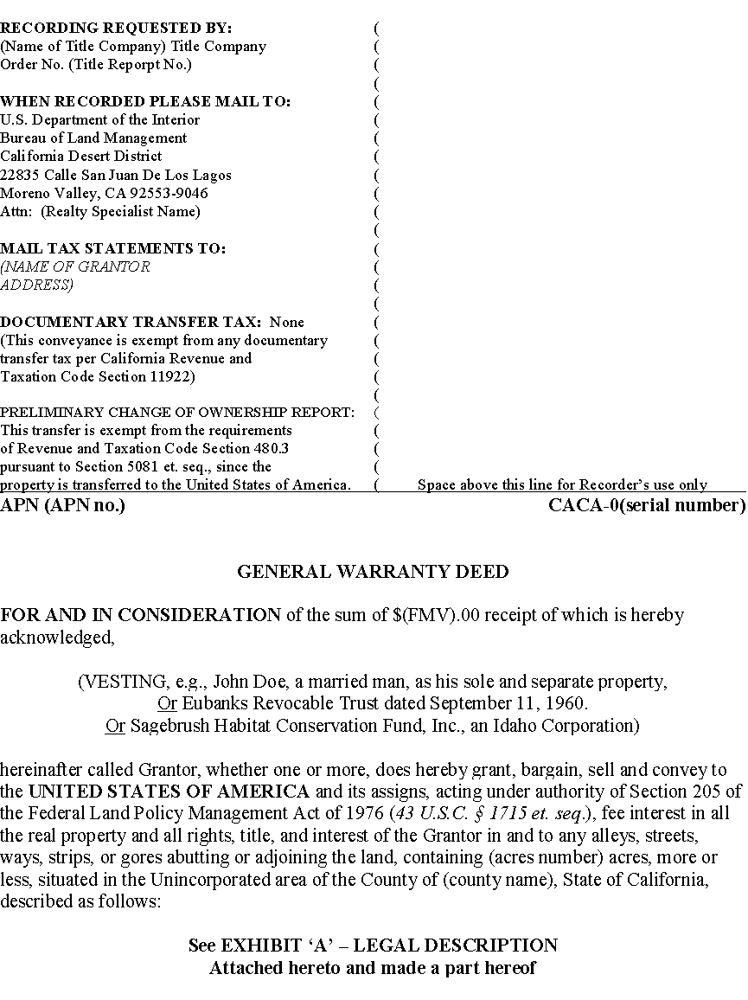 RECORDING REQUESTED BY: (
(Name of Title Company) Title Company (
Order No. (Title Reporpt No.) (
(
WHEN RECORDED PLEASE MAIL TO: (
U.S. Department of the Interior (
Bureau of Land Management (
California Desert District (
22835 Calle San Juan De Los Lagos (
Moreno Valley, CA 92553-9046 (
Attn: (Realty Specialist Name) (
(
MAIL TAX STATEMENTS TO: (
(NAME OF GRANTOR (
ADDRESS) (
(
DOCUMENTARY TRANSFER TAX: None (
(This conveyance is exempt from any documentary (
transfer tax per California Revenue and (
Taxation Code Section 11922) (
(
PRELIMINARY CHANGE OF OWNERSHIP REPORT: (
This transfer is exempt from the requirements (
of Revenue and Taxation Code Section 480.3 (
pursuant to Section 5081 et. seq., since the (
property is transferred to the United States of America. ( Space above this line for Recorder’s use only
APN (APN no.) CACA-0(serial number)
GENERAL WARRANTY DEED
FOR AND IN CONSIDERATION of the sum of $(FMV).00 receipt of which is hereby
acknowledged,
(VESTING, e.g., John Doe, a married man, as his sole and separate property,
Or Eubanks Revocable Trust dated September 11, 1960.
Or Sagebrush Habitat Conservation Fund, Inc., an Idaho Corporation)
hereinafter called Grantor, whether one or more, does hereby grant, bargain, sell and convey to
the UNITED STATES OF AMERICA and its assigns, acting under authority of Section 205 of
the Federal Land Policy Management Act of 1976 (43 U.S.C. § 1715 et. seq.), fee interest in all
the real property and all rights, title, and interest of the Grantor in and to any alleys, streets,
ways, strips, or gores abutting or adjoining the land, containing (acres number) acres, more or
less, situated in the Unincorporated area of the County of (county name), State of California,
described as follows:
See EXHIBIT ‘A’ – LEGAL DESCRIPTION
Attached hereto and made a part hereof